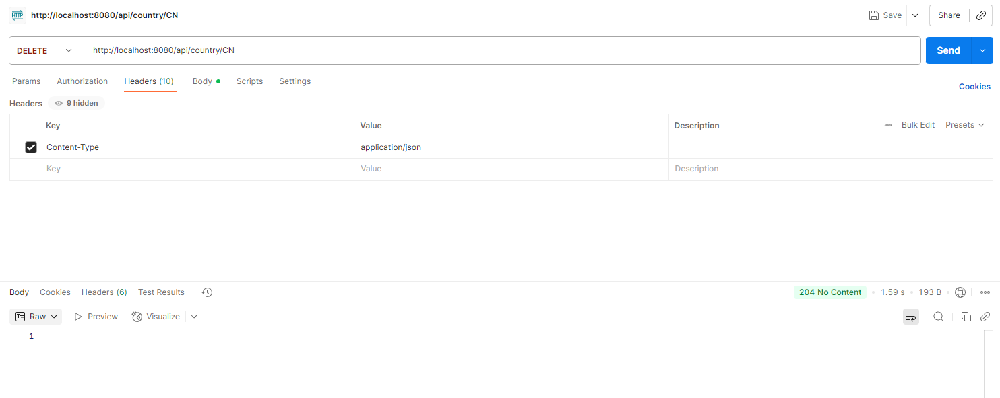 HTTP http://localhost:8080/api/country/CN Save Share
DELETE http://localhost:8080/api/country/CN Send
Params Authorization Headers (10) Body Scripts Settings
Cookies
Headers 9 hidden
Key Value Description Bulk Edit Presets
Content-Type application/json
Key Value Description
Body Cookies Headers (6) Test Results 204 No Content 1.59 s 193 B
Raw Preview Visualize
1